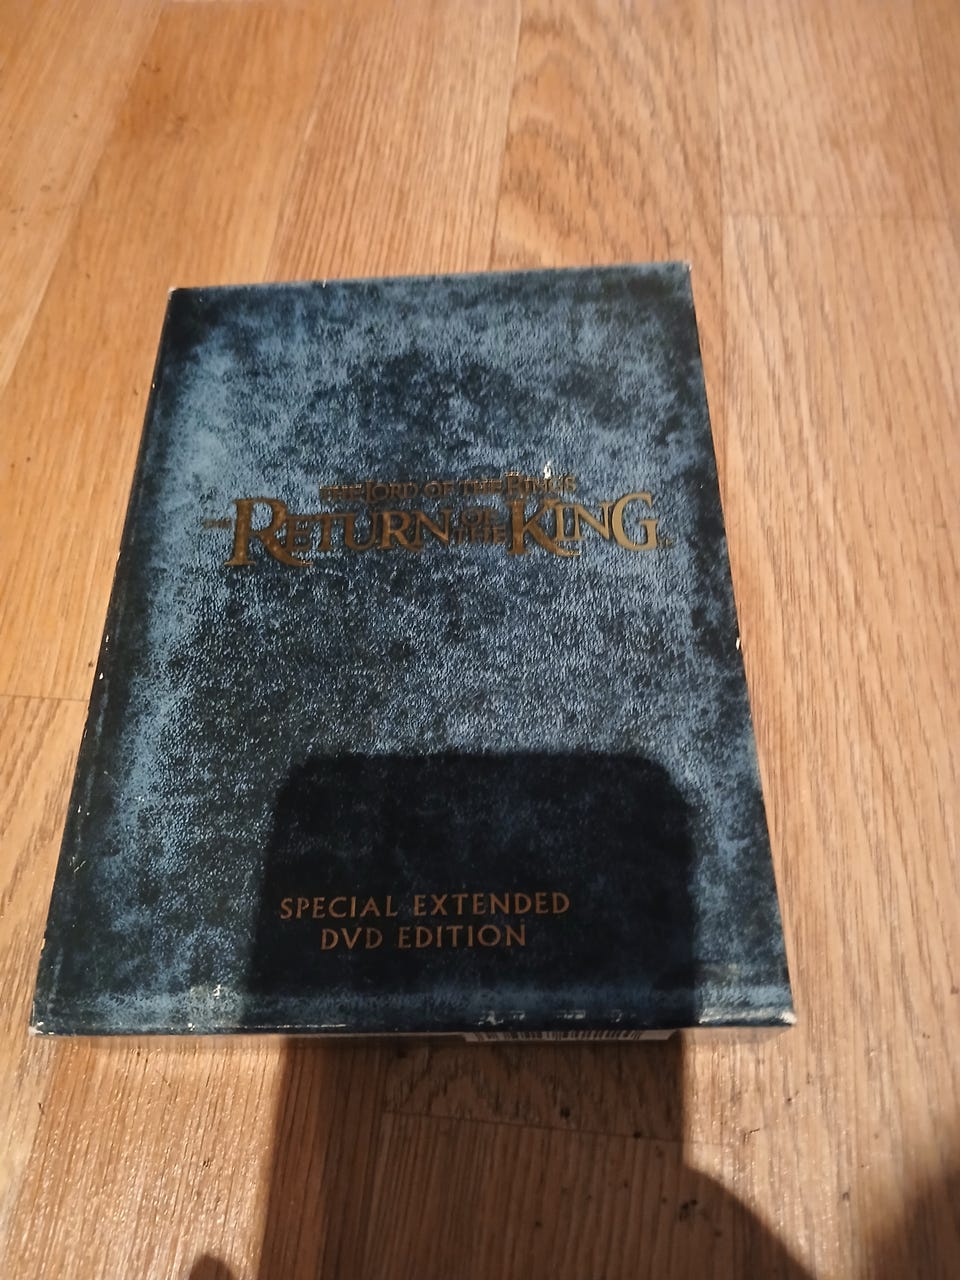 THE LORD OF THE RINGS
THE RETURN OF THE KING
SPECIAL EXTENDED
DVD EDITION